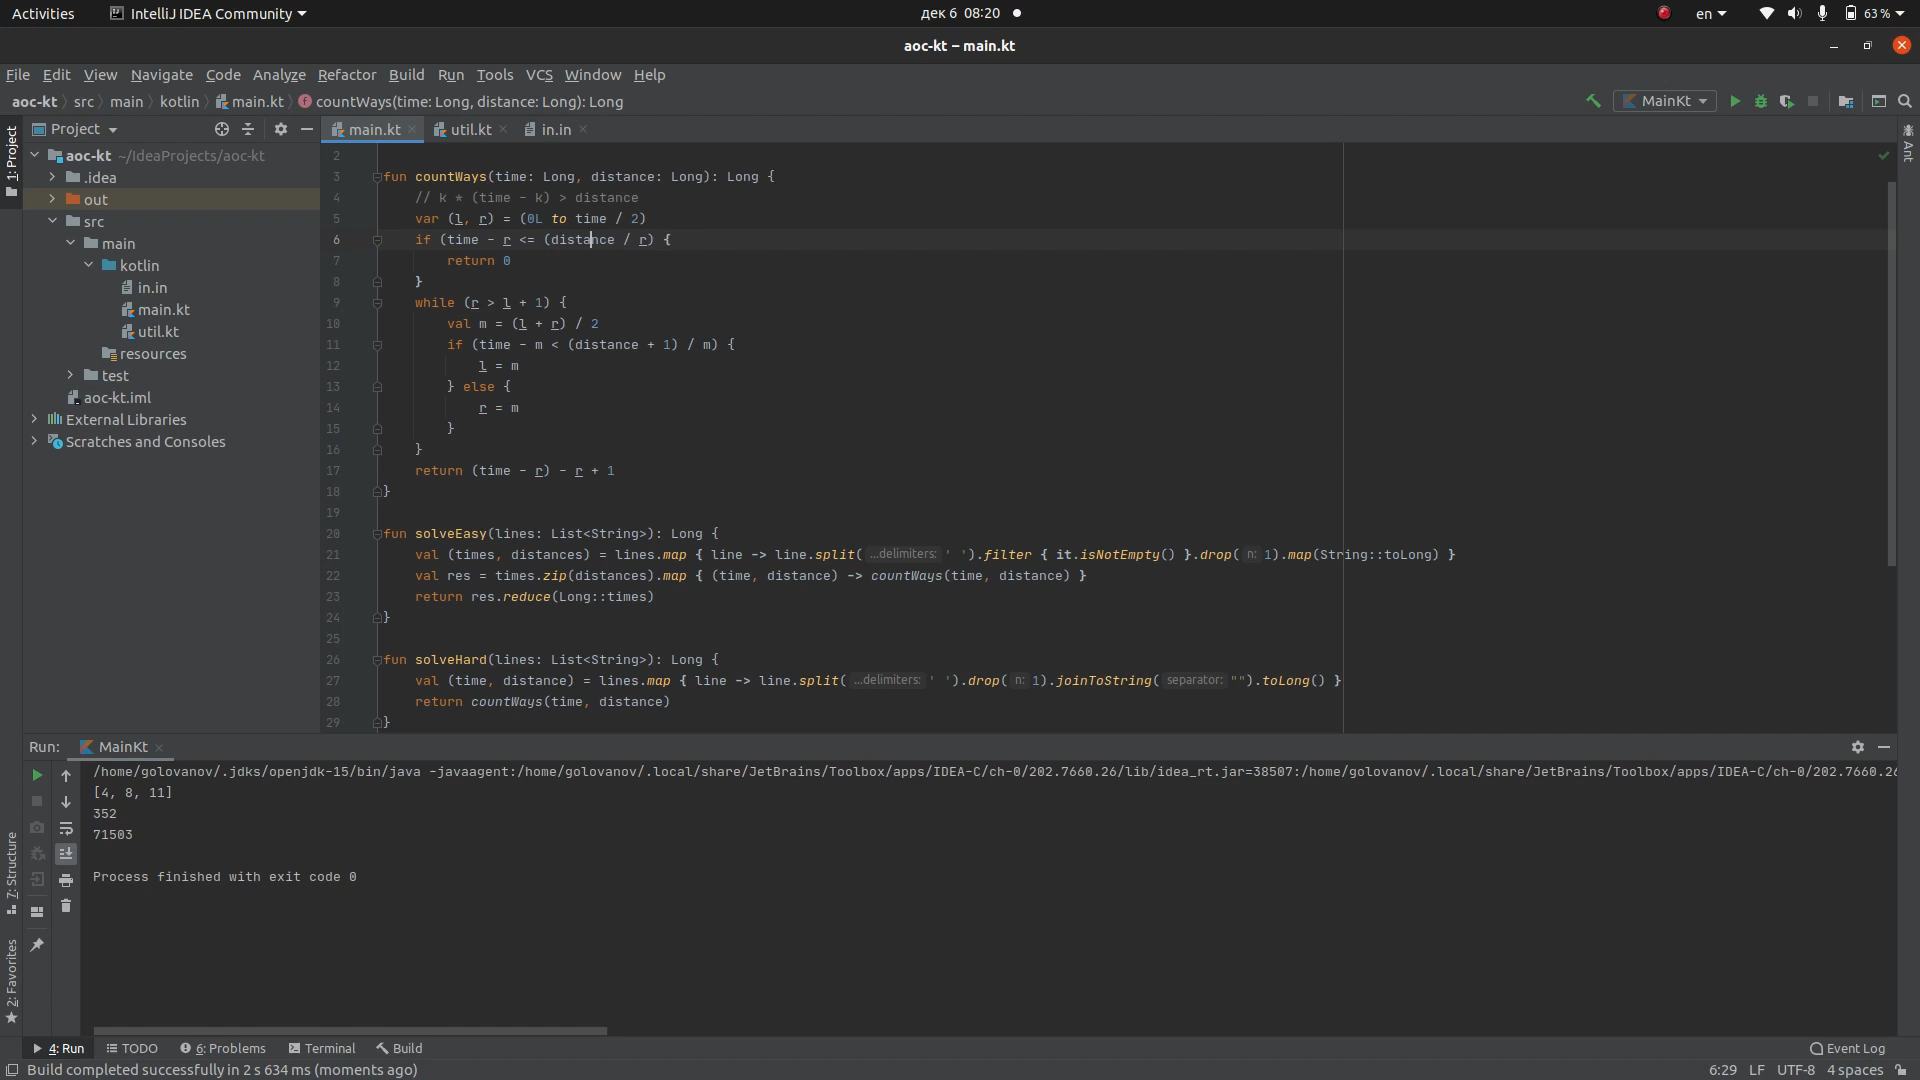 Activities IntelliJ IDEA Community дек 6 08:20 en 63 %
aoc-kt – main.kt
File Edit View Navigate Code Analyze Refactor Build Run Tools VCS Window Help
aoc-kt src main kotlin main.kt countWays(time: Long, distance: Long): Long MainKt
1: Project
Project
main.kt util.kt in.in
Ant
aoc-kt ~/IdeaProjects/aoc-kt
.idea
out
src
main
kotlin
in.in
main.kt
util.kt
resources
test
aoc-kt.iml
External Libraries
Scratches and Consoles
2
3 fun countWays(time: Long, distance: Long): Long {
4 // k * (time - k) > distance
5 var (l, r) = (0L to time / 2)
6 if (time - r <= (distance / r) {
7 return 0
8 }
9 while (r > l + 1) {
10 val m = (l + r) / 2
11 if (time - m < (distance + 1) / m) {
12 l = m
13 } else {
14 r = m
15 }
16 }
17 return (time - r) - r + 1
18 }
19
20 fun solveEasy(lines: List<String>): Long {
21 val (times, distances) = lines.map { line -> line.split( ...delimiters: ' ').filter { it.isNotEmpty() }.drop( n: 1).map(String::toLong) }
22 val res = times.zip(distances).map { (time, distance) -> countWays(time, distance) }
23 return res.reduce(Long::times)
24 }
25
26 fun solveHard(lines: List<String>): Long {
27 val (time, distance) = lines.map { line -> line.split( ...delimiters: ' ').drop( n: 1).joinToString( separator: "").toLong() }
28 return countWays(time, distance)
29 }
Run: MainKt
/home/golovanov/.jdks/openjdk-15/bin/java -javaagent:/home/golovanov/.local/share/JetBrains/Toolbox/apps/IDEA-C/ch-0/202.7660.26/lib/idea_rt.jar=38507:/home/golovanov/.local/share/JetBrains/Toolbox/apps/IDEA-C/ch-0/202.7660.26
[4, 8, 11]
352
71503
Process finished with exit code 0
7: Structure
2: Favorites
4: Run TODO 6: Problems Terminal Build Event Log
Build completed successfully in 2 s 634 ms (moments ago) 6:29 LF UTF-8 4 spaces